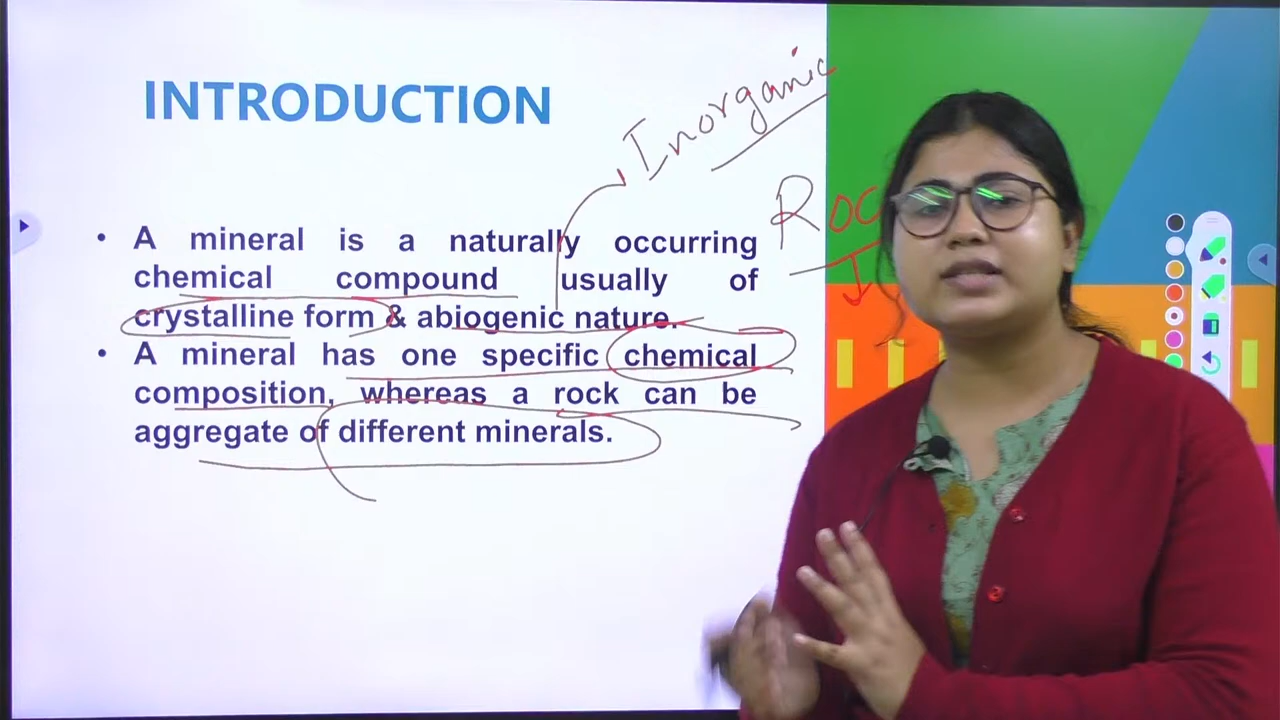 INTRODUCTION
Inorganic
• A mineral is a naturally occurring
chemical compound usually of
crystalline form & abiogenic nature.
• A mineral has one specific chemical
composition, whereas a rock can be
aggregate of different minerals.